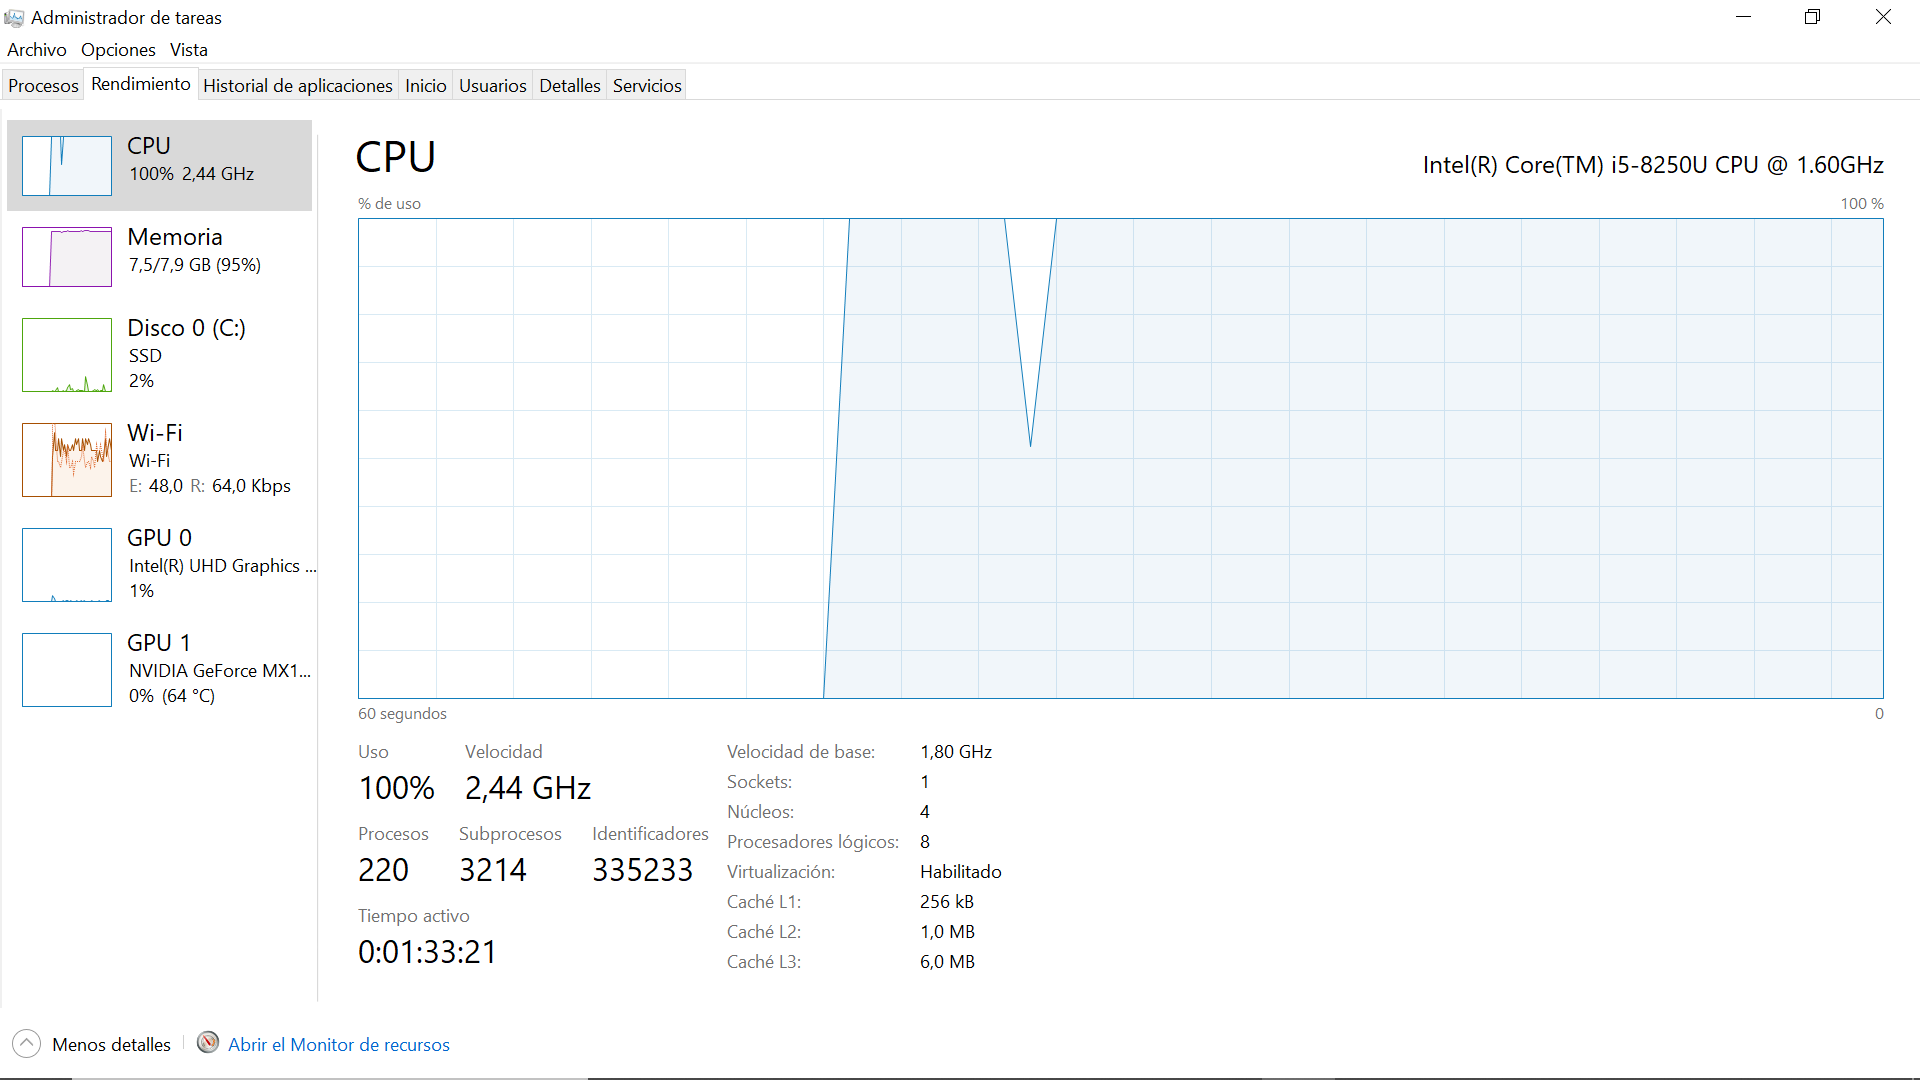 Administrador de tareas
Archivo Opciones Vista
Procesos Rendimiento Historial de aplicaciones Inicio Usuarios Detalles Servicios
CPU
100% 2,44 GHz
Memoria
7,5/7,9 GB (95%)
Disco 0 (C:)
SSD
2%
Wi-Fi
Wi-Fi
E: 48,0 R: 64,0 Kbps
GPU 0
Intel(R) UHD Graphics ...
1%
GPU 1
NVIDIA GeForce MX1...
0% (64 °C)
CPU
Intel(R) Core(TM) i5-8250U CPU @ 1.60GHz
% de uso 100 %
60 segundos 0
Uso Velocidad
100% 2,44 GHz
Procesos Subprocesos Identificadores
220 3214 335233
Tiempo activo
0:01:33:21
Velocidad de base: 1,80 GHz
Sockets: 1
Núcleos: 4
Procesadores lógicos: 8
Virtualización: Habilitado
Caché L1: 256 kB
Caché L2: 1,0 MB
Caché L3: 6,0 MB
Menos detalles Abrir el Monitor de recursos